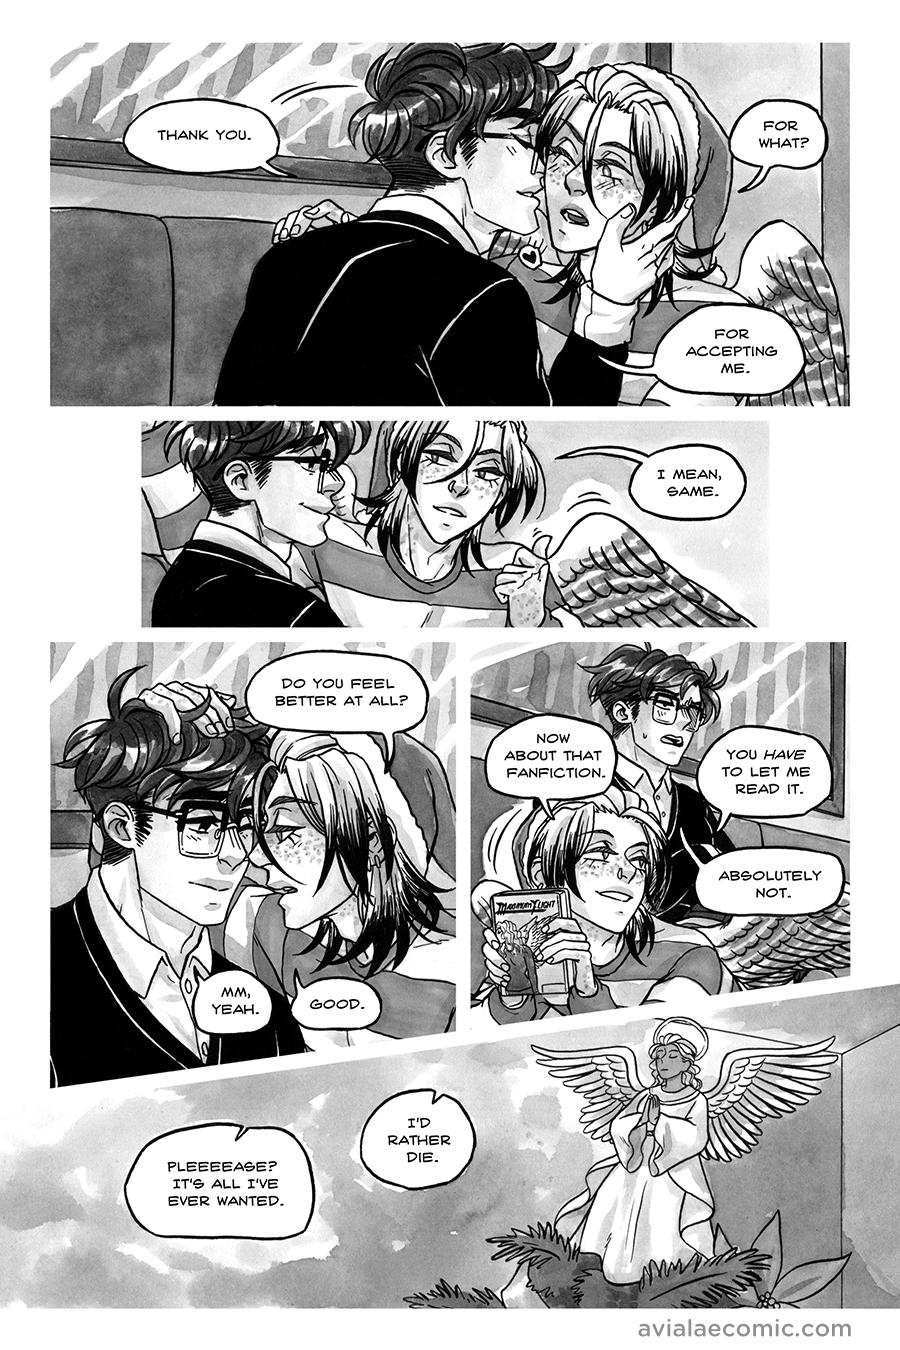 THANK YOU.
FOR
WHAT?
FOR
ACCEPTING
ME.
I MEAN,
SAME.
DO YOU FEEL
BETTER AT ALL?
MM,
YEAH.
GOOD.
NOW
ABOUT THAT
FANFICTION.
YOU HAVE
TO LET ME
READ IT.
ABSOLUTELY
NOT.
MAXIMUM FLIGHT
PLEEEEASE?
IT'S ALL I'VE
EVER WANTED.
I'D
RATHER
DIE.
avialaecomic.com